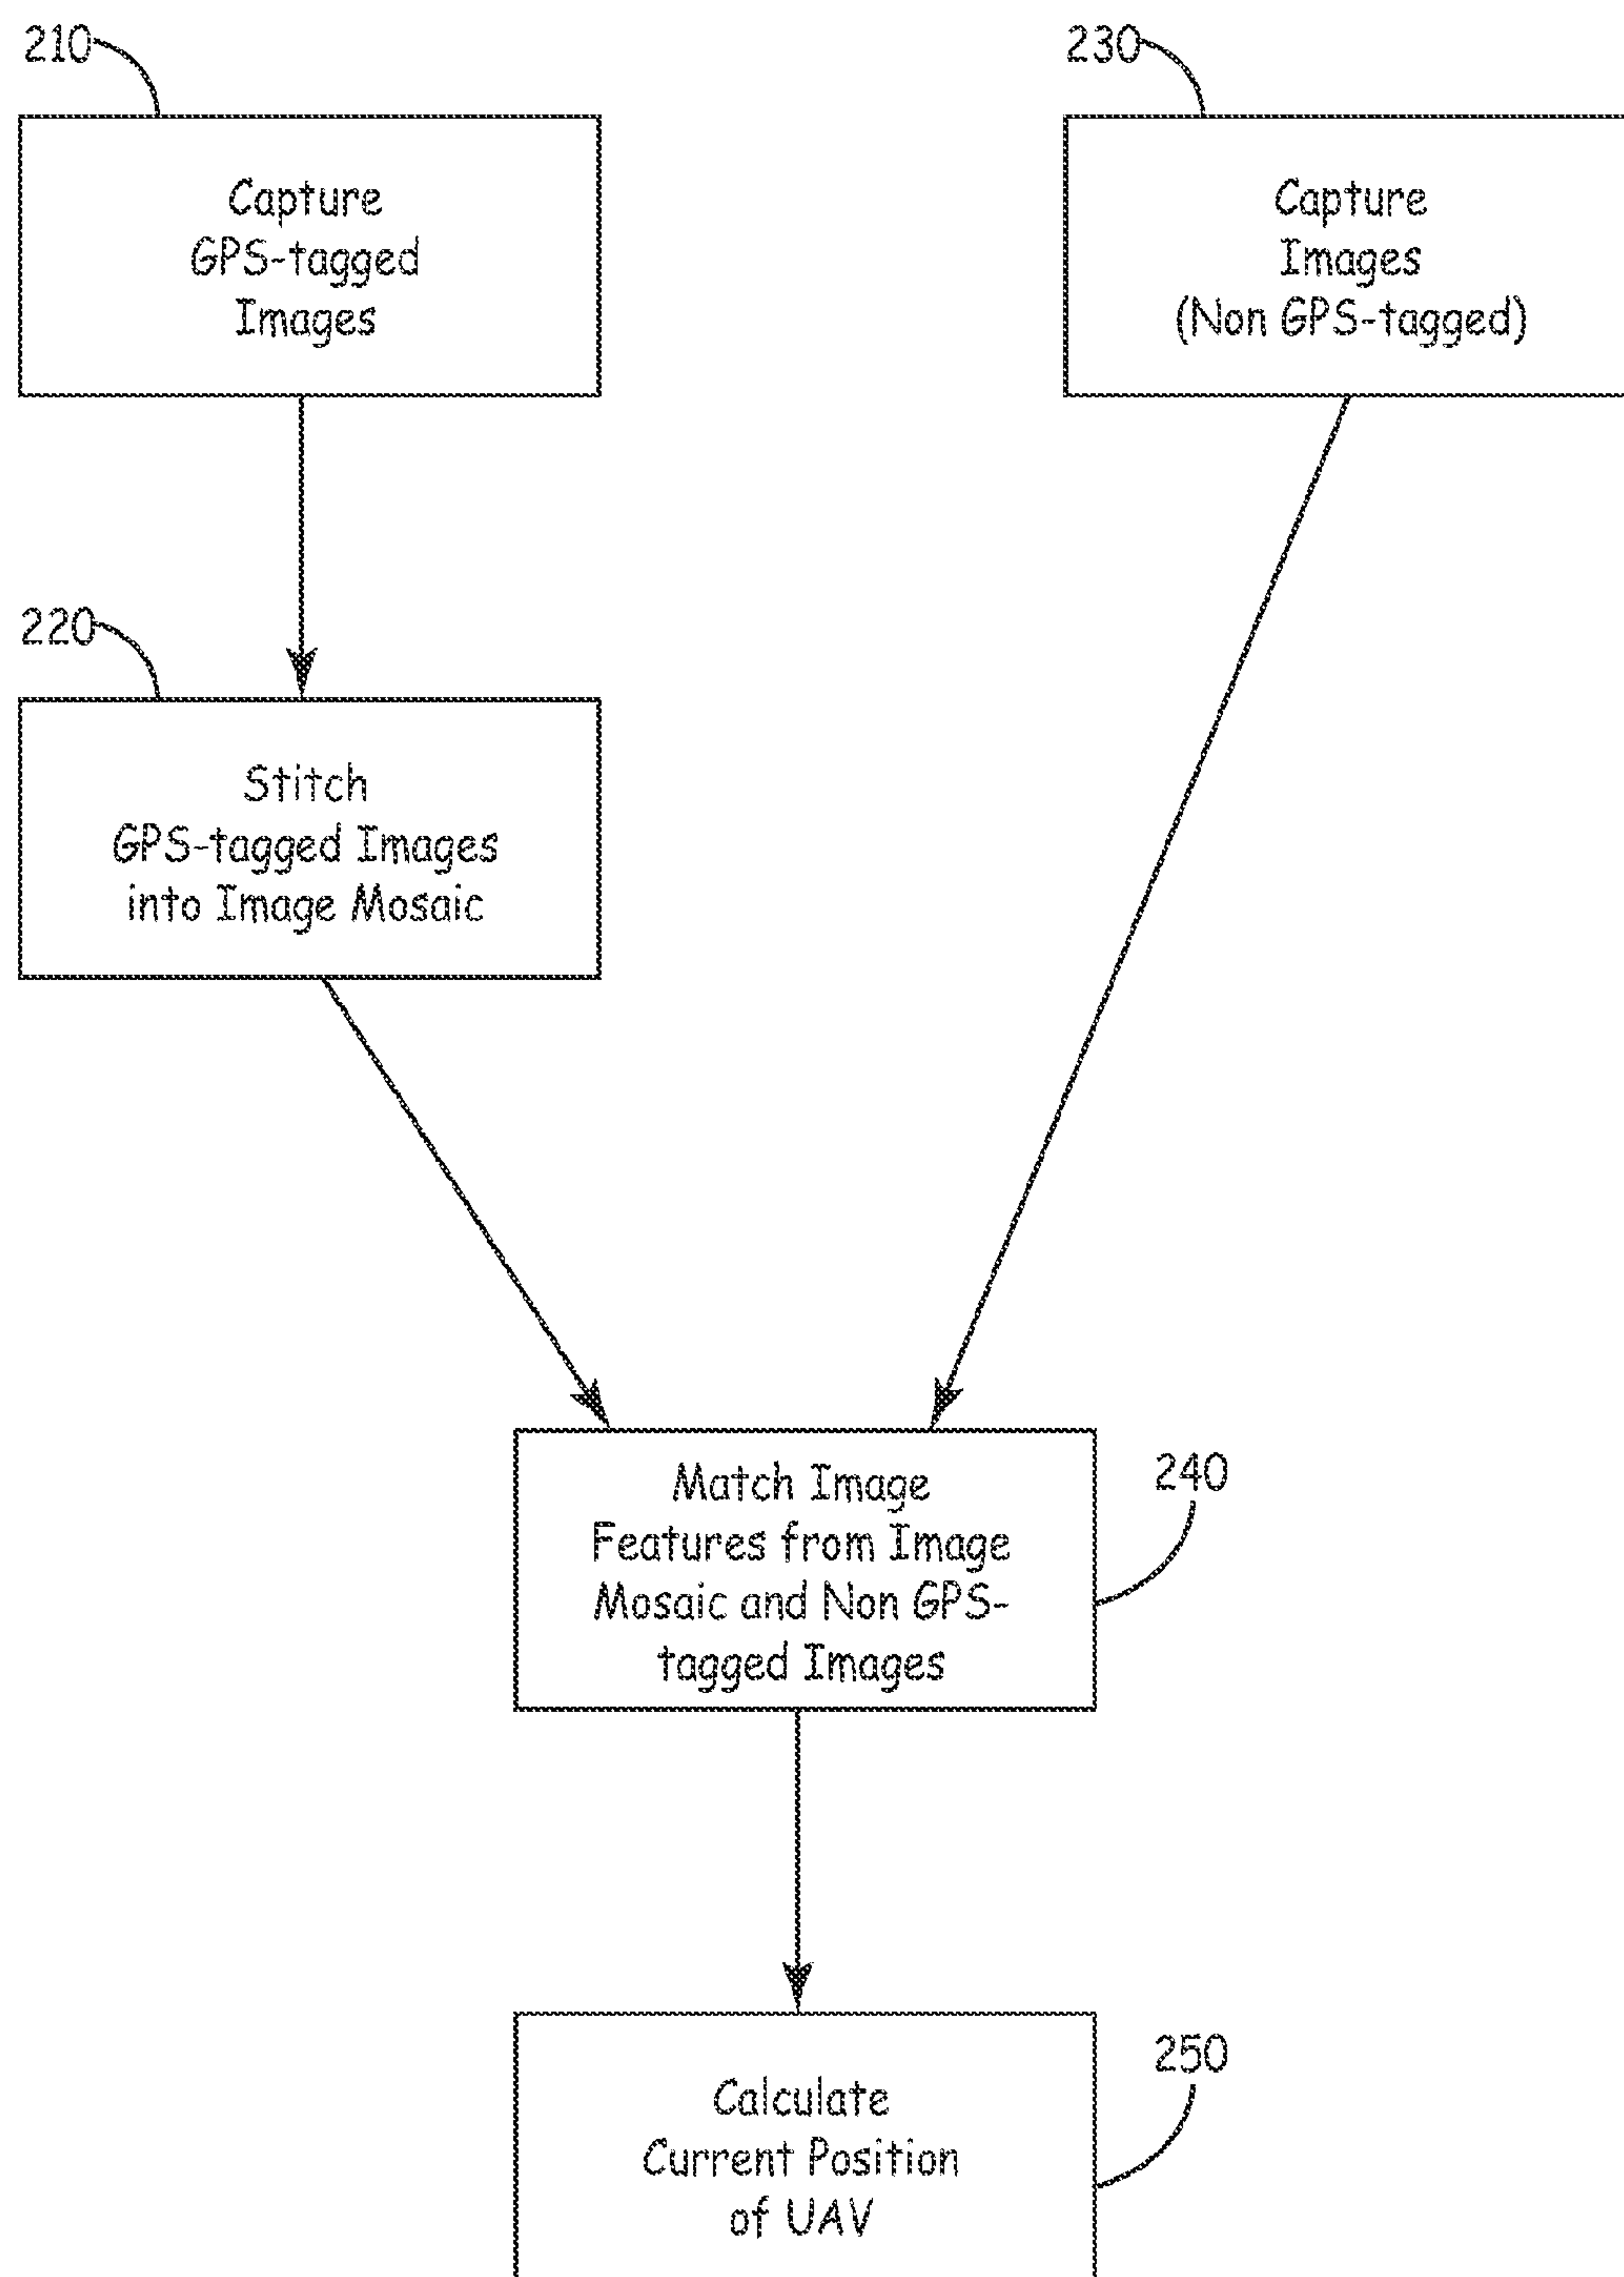 210
Capture
GPS-tagged
Images
230
Capture
Images
(Non GPS-tagged)
220
Stitch
GPS-tagged Images
into Image Mosaic
Match Image
Features from Image
Mosaic and Non GPS-
tagged Images
240
Calculate
Current Position
of UAV
250